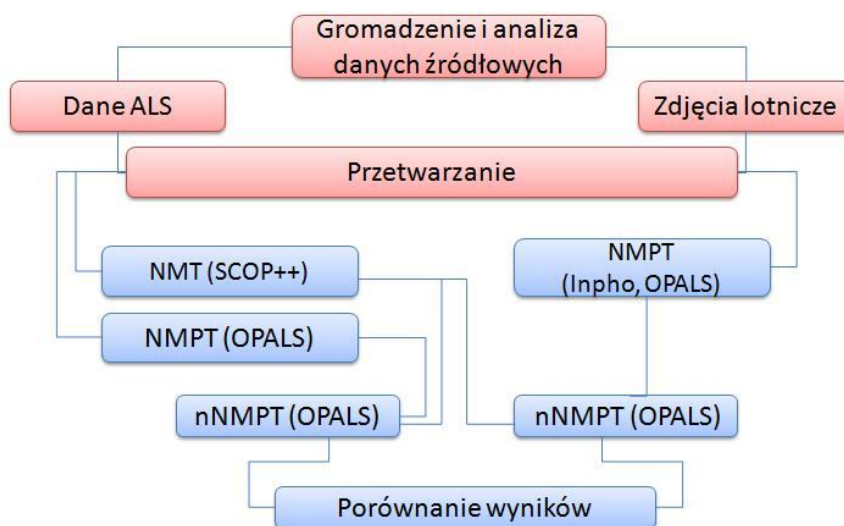 Gromadzenie i analiza
danych źródłowych
Dane ALS
Zdjęcia lotnicze
Przetwarzanie
NMT (SCOP++)
NMPT
(Inpho, OPALS)
NMPT (OPALS)
nNMPT (OPALS)
nNMPT (OPALS)
Porównanie wyników